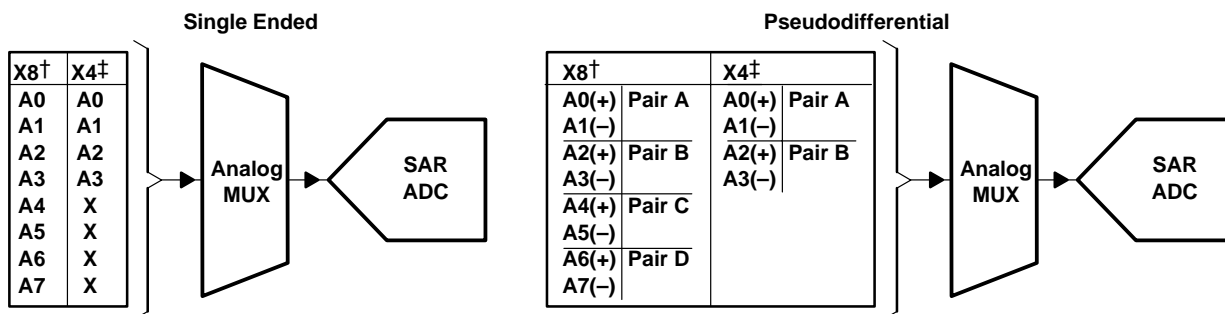 Single Ended
X8† X4‡
A0 A0
A1 A1
A2 A2
A3 A3
A4 X
A5 X
A6 X
A7 X
Analog
MUX
SAR
ADC
Pseudodifferential
X8† X4‡
A0(+) Pair A A0(+) Pair A
A1(–) A1(–)
A2(+) Pair B A2(+) Pair B
A3(–) A3(–)
A4(+) Pair C
A5(–)
A6(+) Pair D
A7(–)
Analog
MUX
SAR
ADC